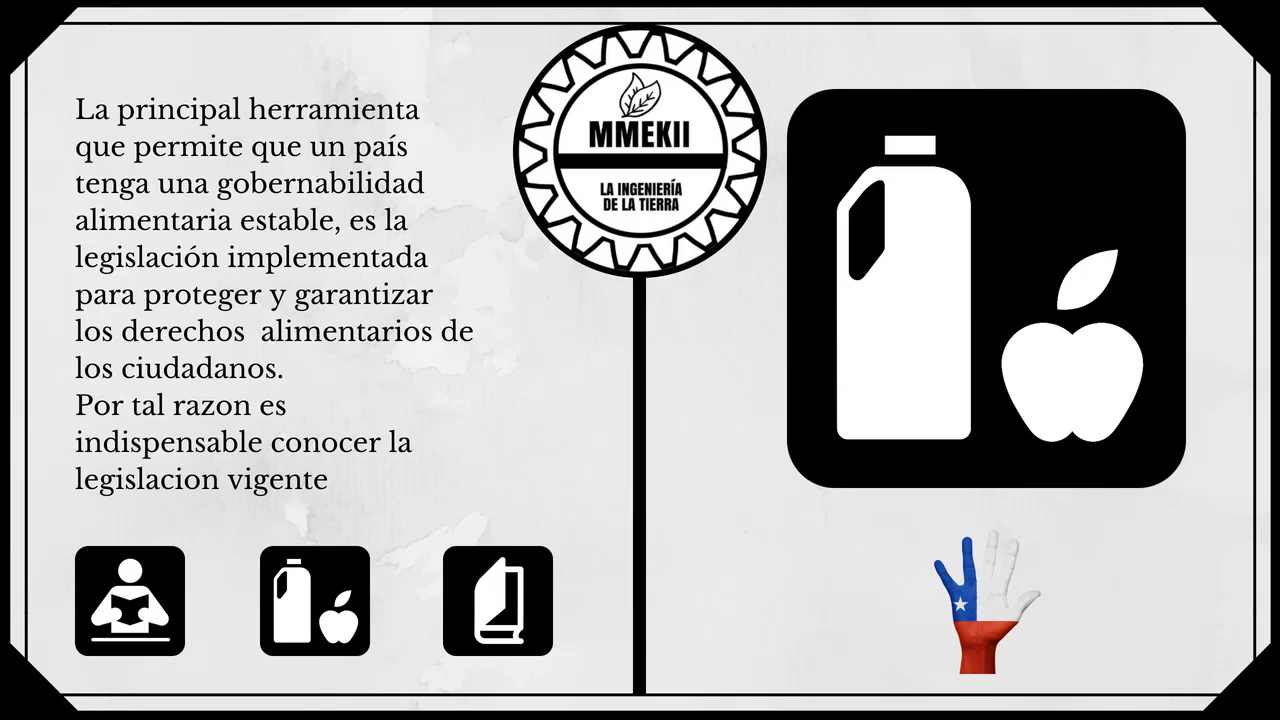 La principal herramienta
que permite que un país
tenga una gobernabilidad
alimentaria estable, es la
legislación implementada
para proteger y garantizar
los derechos  alimentarios de
los ciudadanos.
Por tal razon es
indispensable conocer la
legislacion vigente
MMEKII
LA INGENIERÍA
DE LA TIERRA